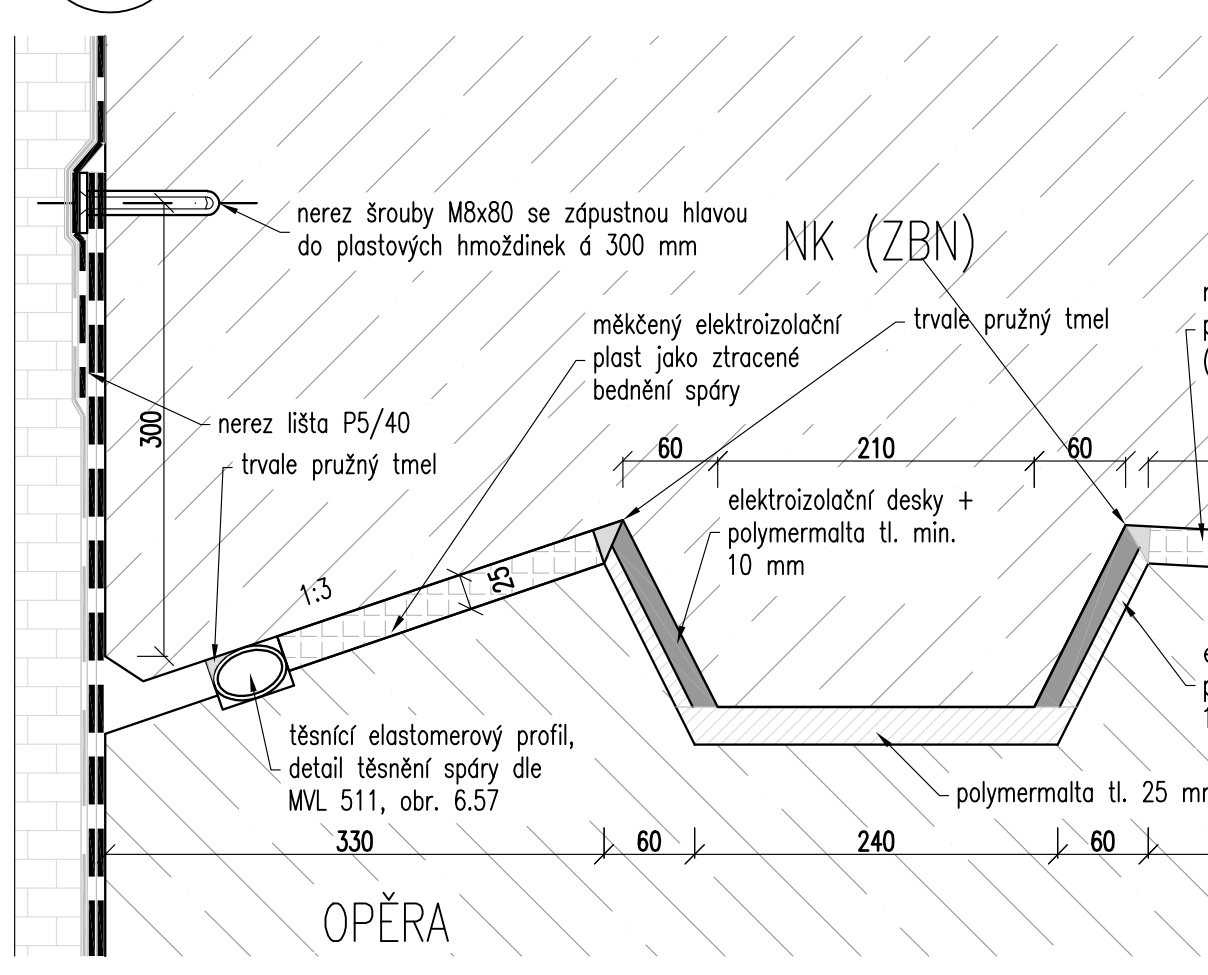 nerez šrouby M8x80 se zápustnou hlavou
do plastových hmoždinek á 300 mm
NK (ZBN)
měkčený elektroizolační
plast jako ztracené
bednění spáry
trvale pružný tmel
300
nerez lišta P5/40
trvale pružný tmel
60
210
60
elektroizolační desky +
polymermalta tl. min.
10 mm
1:3
25
těsnící elastomerový profil,
detail těsnění spáry dle
MVL 511, obr. 6.57
polymermalta tl. 25
330
60
240
60
OPĚRA